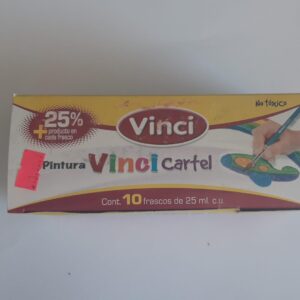 +25%
producto en
cada frasco
Vinci
No tóxico
Pintura Vinci Cartel
Cont. 10 frascos de 25 ml. c.u.